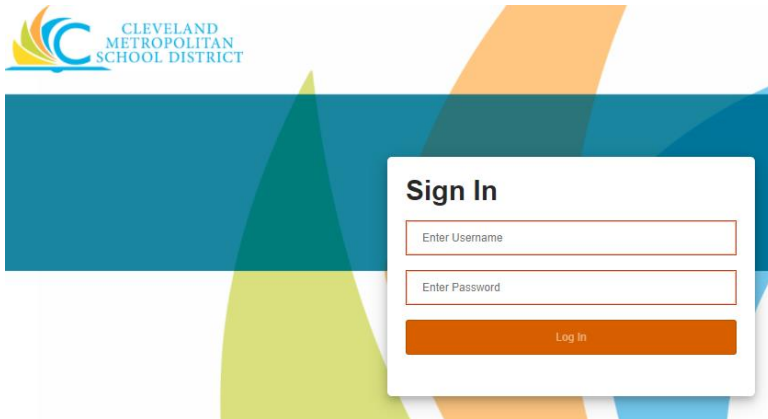 CLEVELAND
METROPOLITAN
SCHOOL DISTRICT
Sign In
Enter Username
Enter Password
Log In